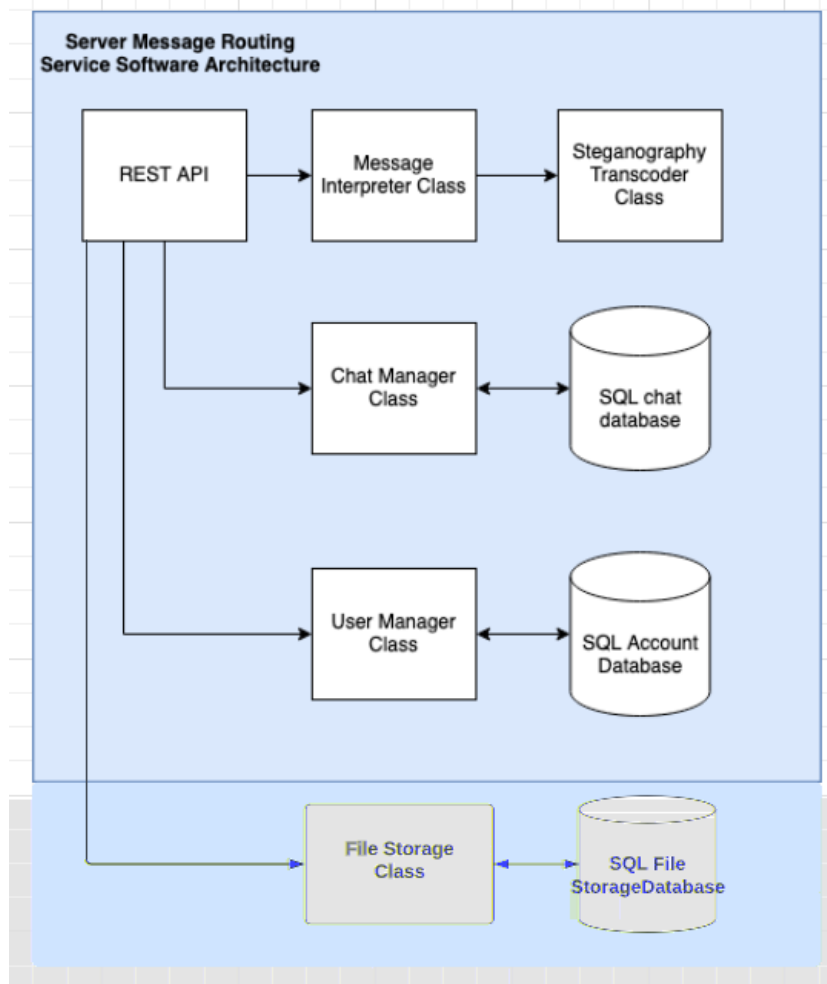 Server Message Routing
Service Software Architecture
REST API
Message
Interpreter Class
Steganography
Transcoder
Class
Chat Manager
Class
SQL chat
database
User Manager
Class
SQL Account
Database
File Storage
Class
SQL File
StorageDatabase